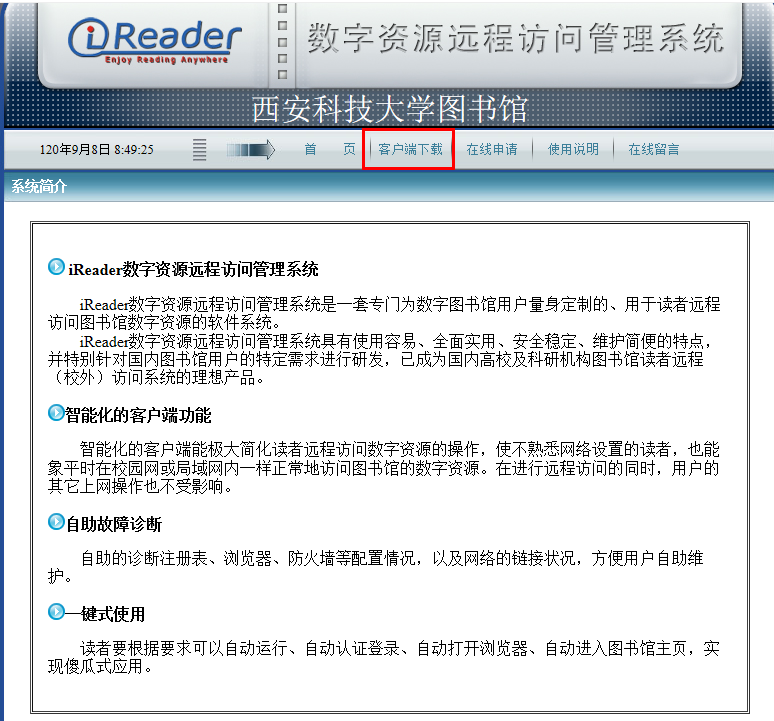 iReader
Enjoy Reading Anywhere
数字资源远程访问管理系统
西安科技大学图书馆
120年9月8日 8:49:25 首 页 客户端下载 在线申请 使用说明 在线留言
系统简介
iReader数字资源远程访问管理系统
iReader数字资源远程访问管理系统是一套专门为数字图书馆用户量身定制的、用于读者远程
访问图书馆数字资源的软件系统。
iReader数字资源远程访问管理系统具有使用容易、全面实用、安全稳定、维护简便的特点，
并特别针对国内图书馆用户的特定需求进行研发，已成为国内高校及科研机构图书馆读者远程
（校外）访问系统的理想产品。
智能化的客户端功能
智能化的客户端能极大简化读者远程访问数字资源的操作，使不熟悉网络设置的读者，也能
象平时在校园网或局域网内一样正常地访问图书馆的数字资源。在进行远程访问的同时，用户的
其它上网操作也不受影响。
自助故障诊断
自助的诊断注册表、浏览器、防火墙等配置情况，以及网络的链接状况，方便用户自助维
护。
一键式使用
读者要根据要求可以自动运行、自动认证登录、自动打开浏览器、自动进入图书馆主页，实
现傻瓜式应用。